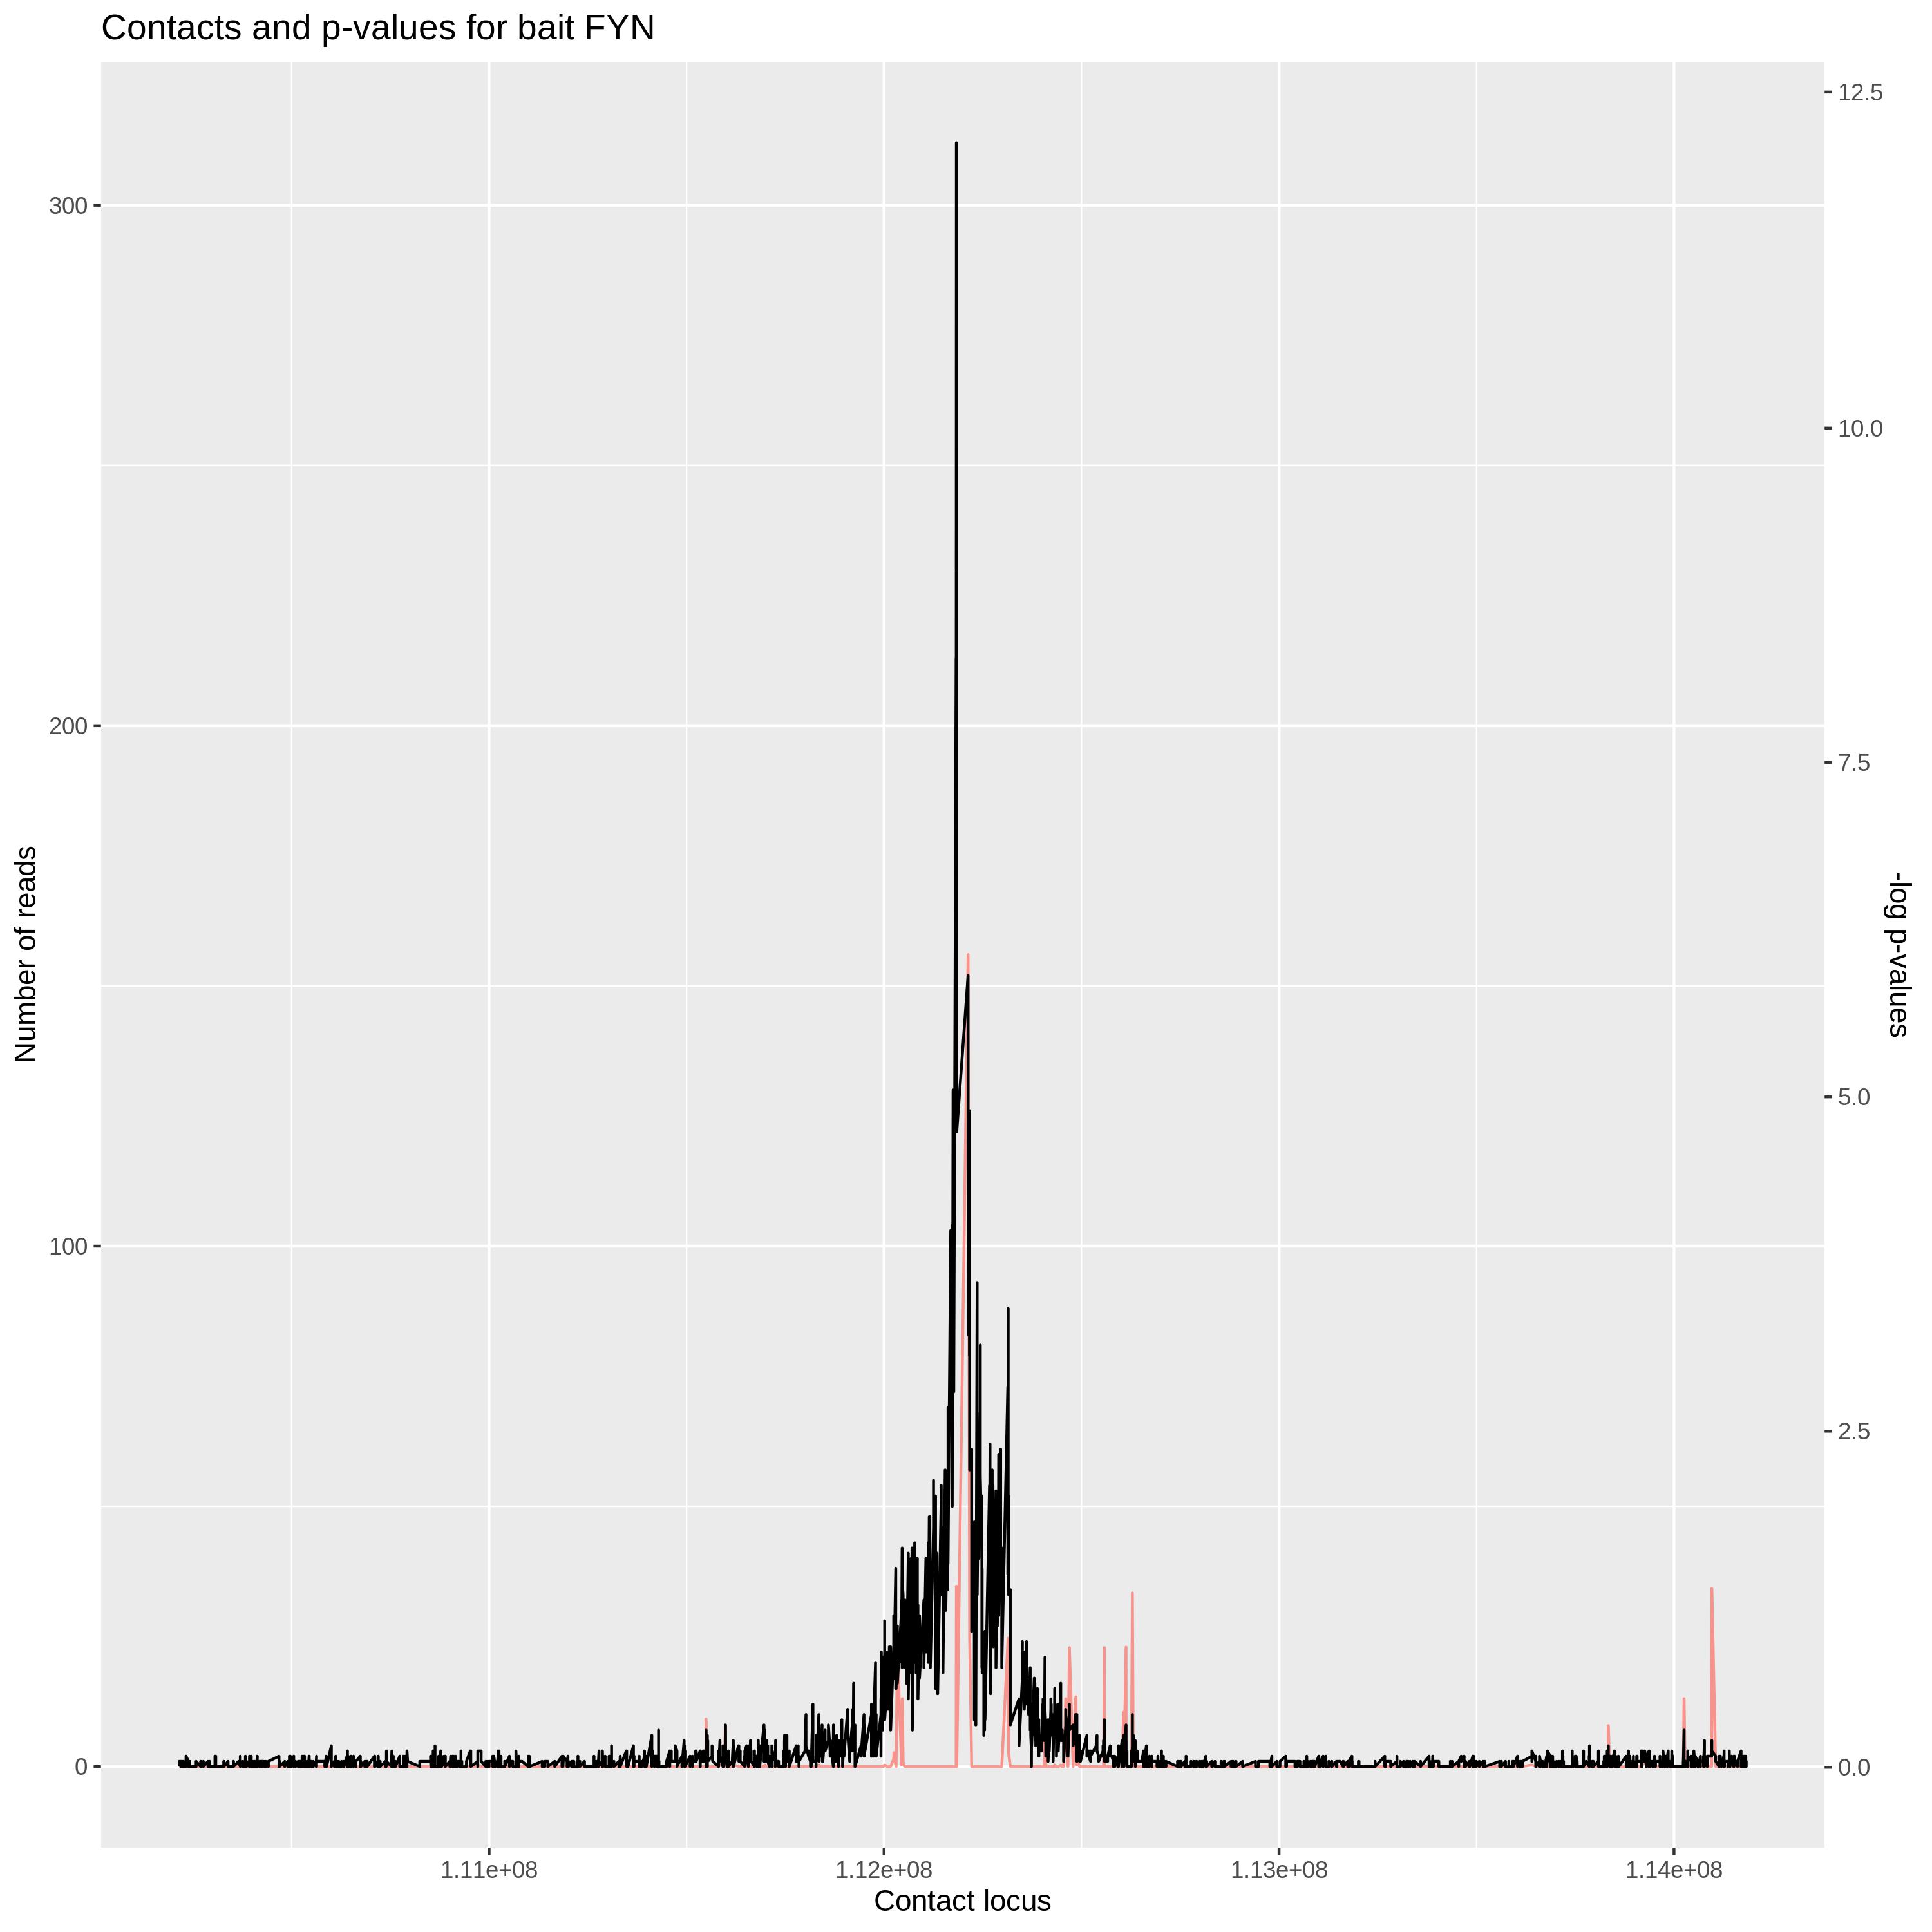 Contacts and p-values for bait FYN
300
200
100
0
Number of reads
12.5
10.0
7.5
5.0
2.5
0.0
-log p-values
1.11e+08
1.12e+08
1.13e+08
1.14e+08
Contact locus